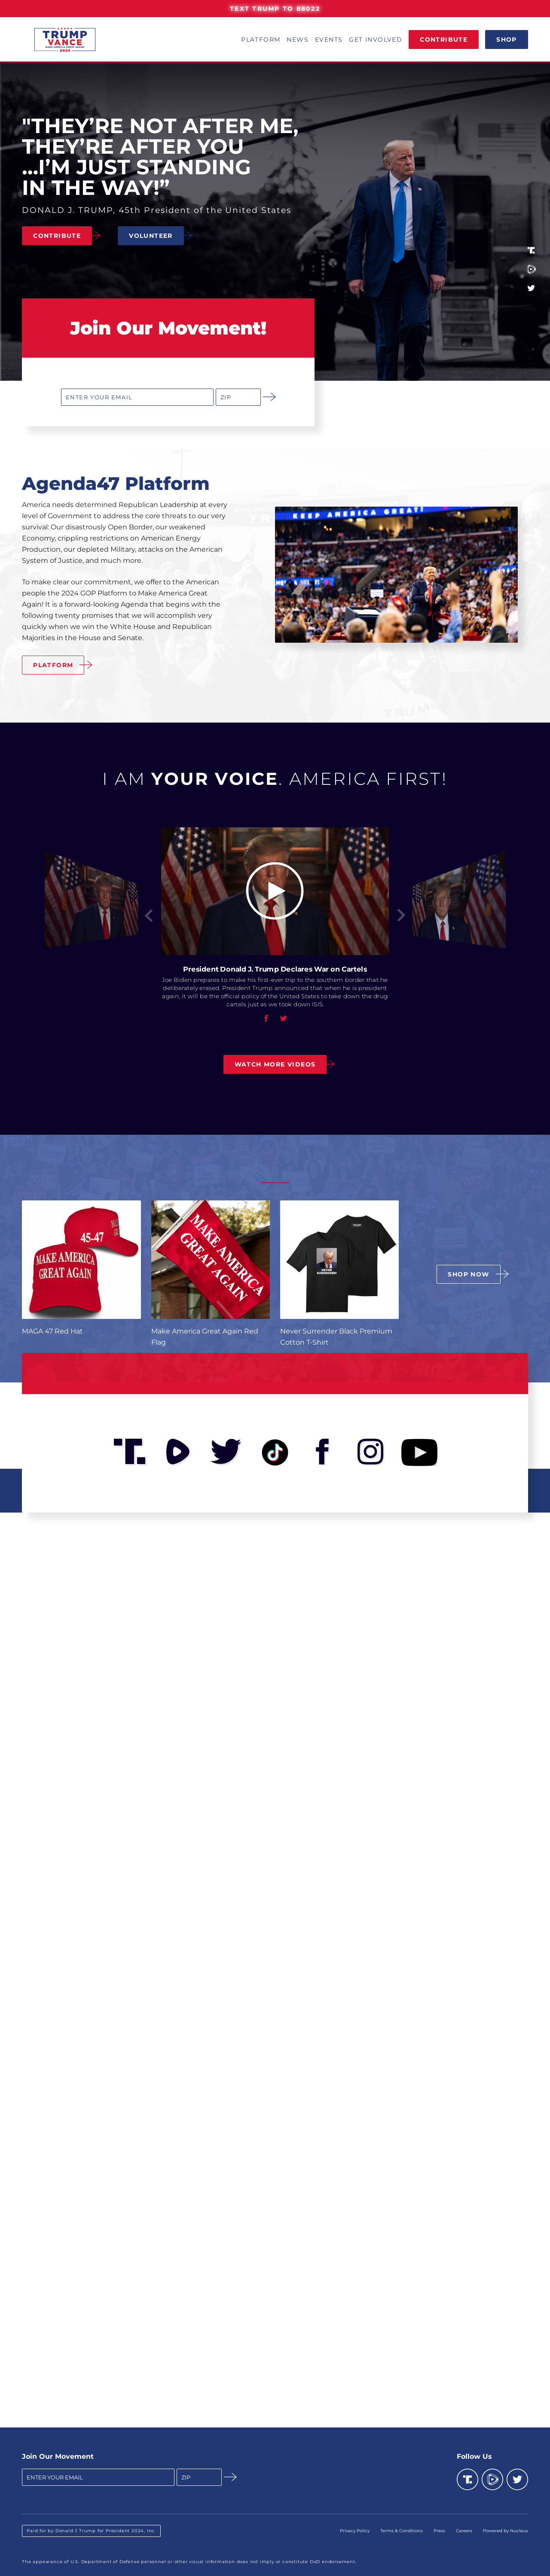 TEXT TRUMP TO 88022
TRUMP
VANCE
MAKE AMERICA GREAT AGAIN!
2024
PLATFORM
NEWS
EVENTS
GET INVOLVED
CONTRIBUTE
SHOP
"THEY’RE NOT AFTER ME,
THEY’RE AFTER YOU
...I’M JUST STANDING
IN THE WAY!”
DONALD J. TRUMP, 45th President of the United States
CONTRIBUTE
VOLUNTEER
Join Our Movement!
ENTER YOUR EMAIL
ZIP
Agenda47 Platform
America needs determined Republican Leadership at every
level of Government to address the core threats to our very
survival: Our disastrously Open Border, our weakened
Economy, crippling restrictions on American Energy
Production, our depleted Military, attacks on the American
System of Justice, and much more.
To make clear our commitment, we offer to the American
people the 2024 GOP Platform to Make America Great
Again! It is a forward-looking Agenda that begins with the
following twenty promises that we will accomplish very
quickly when we win the White House and Republican
Majorities in the House and Senate.
KEEP AMERICA GREAT!
PLATFORM
TRUMP
I AM YOUR VOICE. AMERICA FIRST!
President Donald J. Trump Declares War on Cartels
Joe Biden prepares to make his first-ever trip to the southern border that he
deliberately erased, President Trump announced that when he is president
again, it will be the official policy of the United States to take down the drug
cartels just as we took down ISIS.
WATCH MORE VIDEOS
45-47
MAKE AMERICA
GREAT AGAIN
MAKE AMERICA
GREAT AGAIN
NEVER
SURRENDER
SHOP NOW
MAGA 47 Red Hat
Make America Great Again Red
Flag
Never Surrender Black Premium
Cotton T-Shirt
Join Our Movement
ENTER YOUR EMAIL
ZIP
Follow Us
Paid for by Donald J Trump for President 2024, Inc.
Privacy Policy
Terms & Conditions
Press
Careers
Powered by Nucleus
The appearance of U.S. Department of Defense personnel or other visual information does not imply or constitute DoD endorsement.